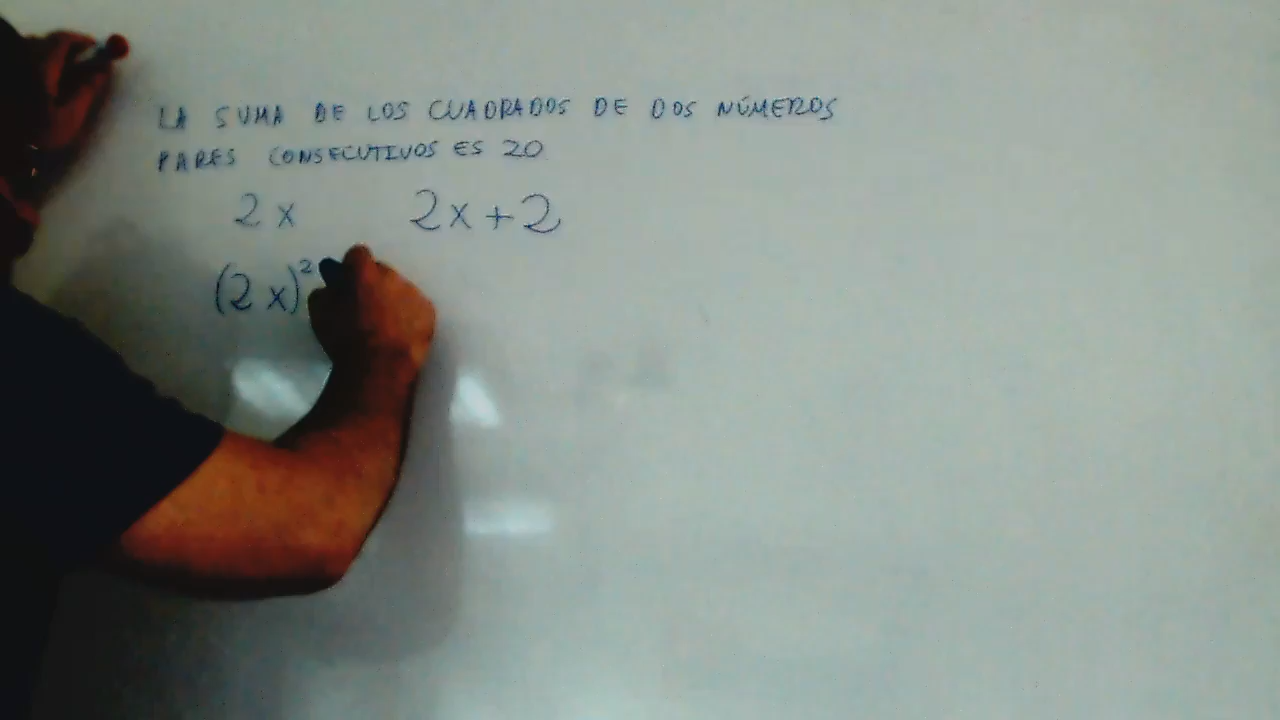 LA SUMA DE LOS CUADRADOS DE DOS NÚMEROS
PARES CONSECUTIVOS ES 20
2x 2x+2
(2x)²